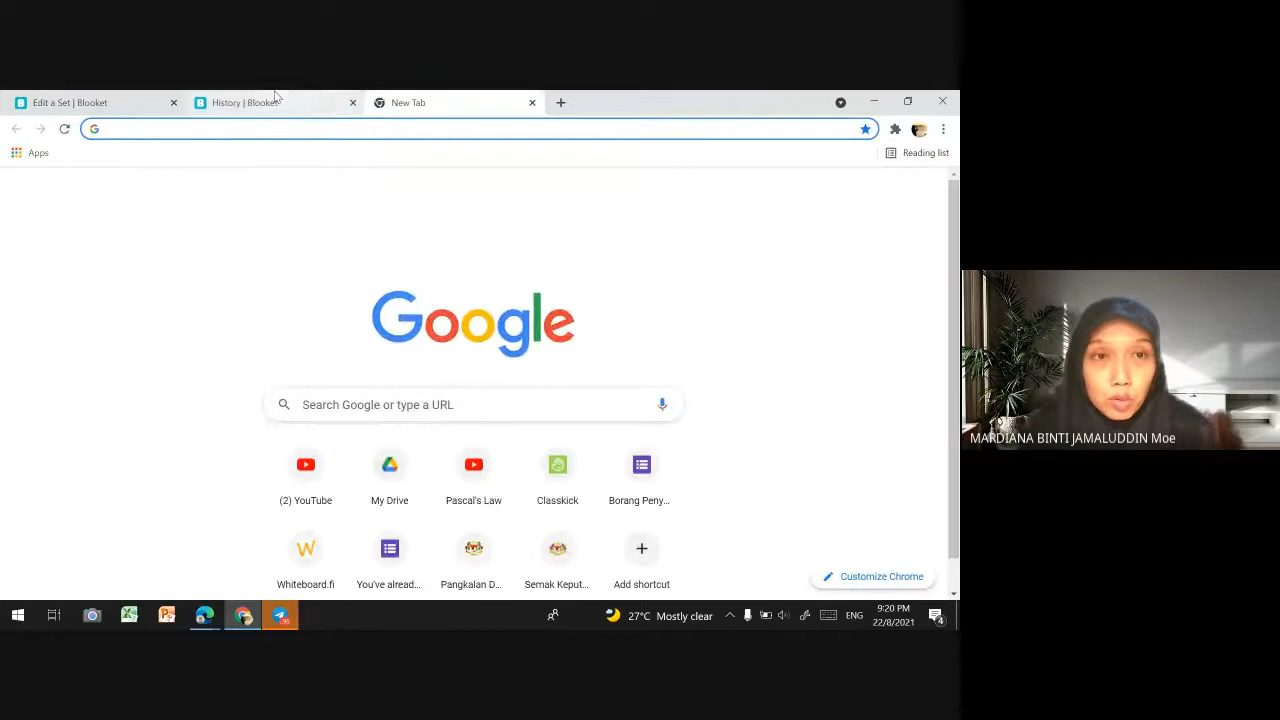 Edit a Set | Blooket
History | Blooket
New Tab
Apps
Reading list
Google
Search Google or type a URL
(2) YouTube
My Drive
Pascal's Law
Classkick
Borang Peny...
Whiteboard.fi
You've alread...
Pangkalan D...
Semak Keput...
Add shortcut
Customize Chrome
MARDIANA BINTI JAMALUDDIN Moe
27°C Mostly clear
ENG
9:20 PM
22/8/2021
4